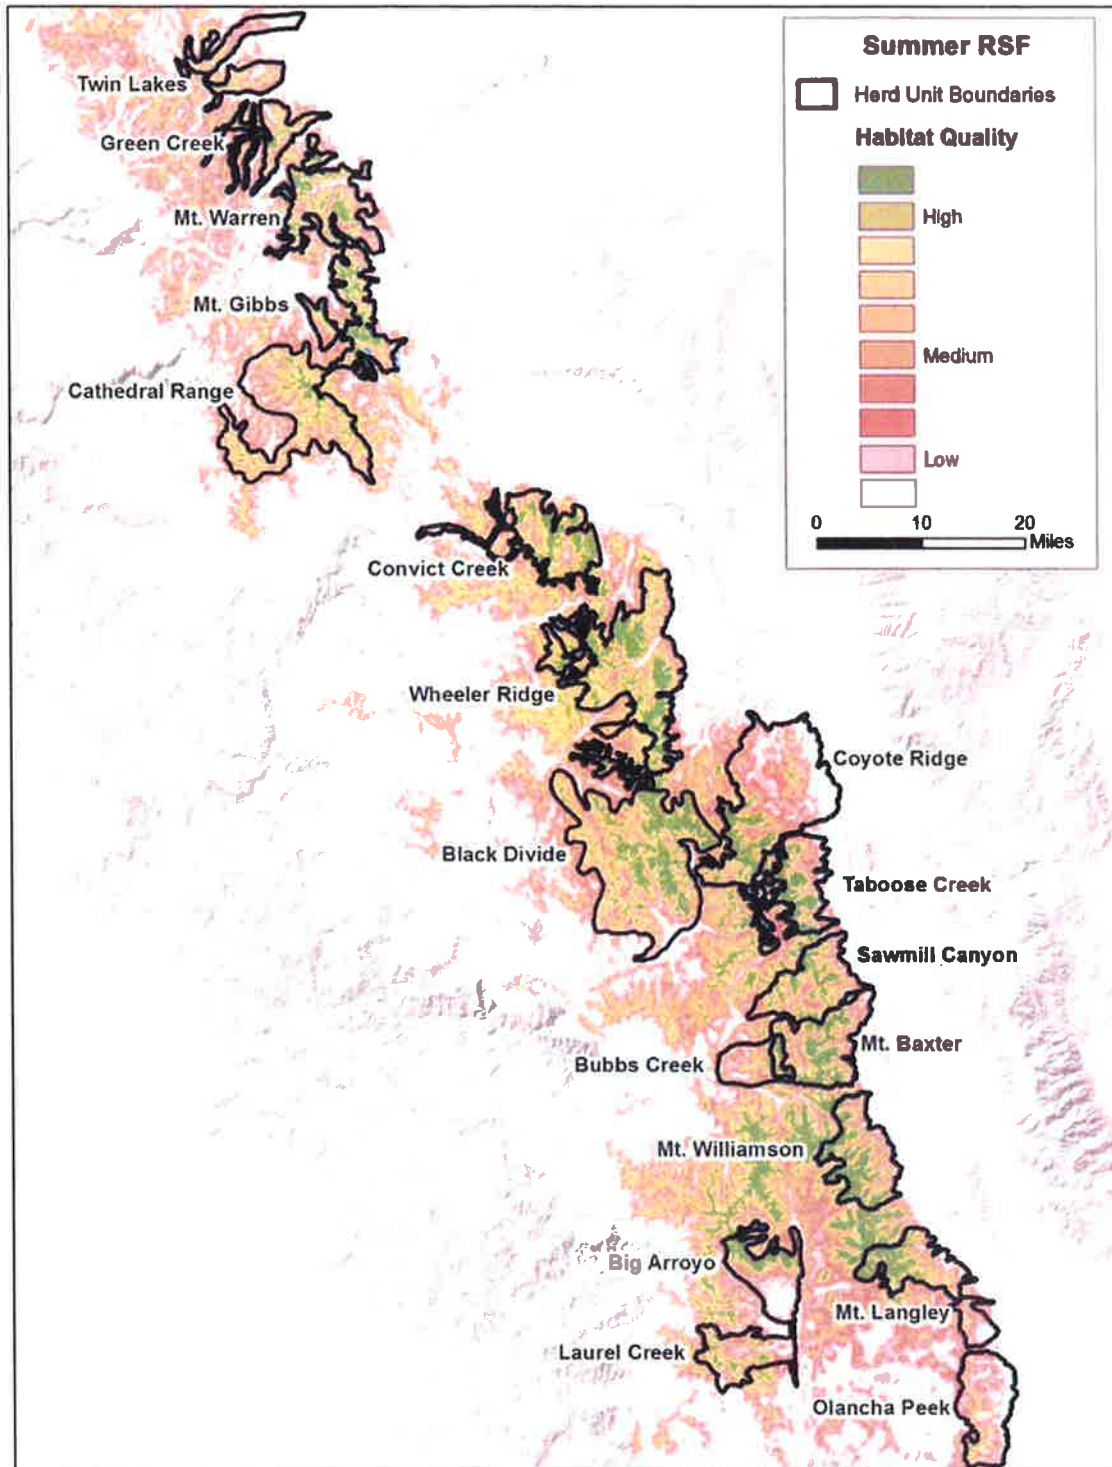 Summer RSF
Herd Unit Boundaries
Habitat Quality
High
Medium
Low
0 10 20
Miles
Twin Lakes
Green Creek
Mt. Warren
Mt. Gibbs
Cathedral Range
Convict Creek
Wheeler Ridge
Coyote Ridge
Black Divide
Taboose Creek
Sawmill Canyon
Mt. Baxter
Bubbs Creek
Mt. Williamson
Big Arroyo
Mt. Langley
Laurel Creek
Olancha Peek